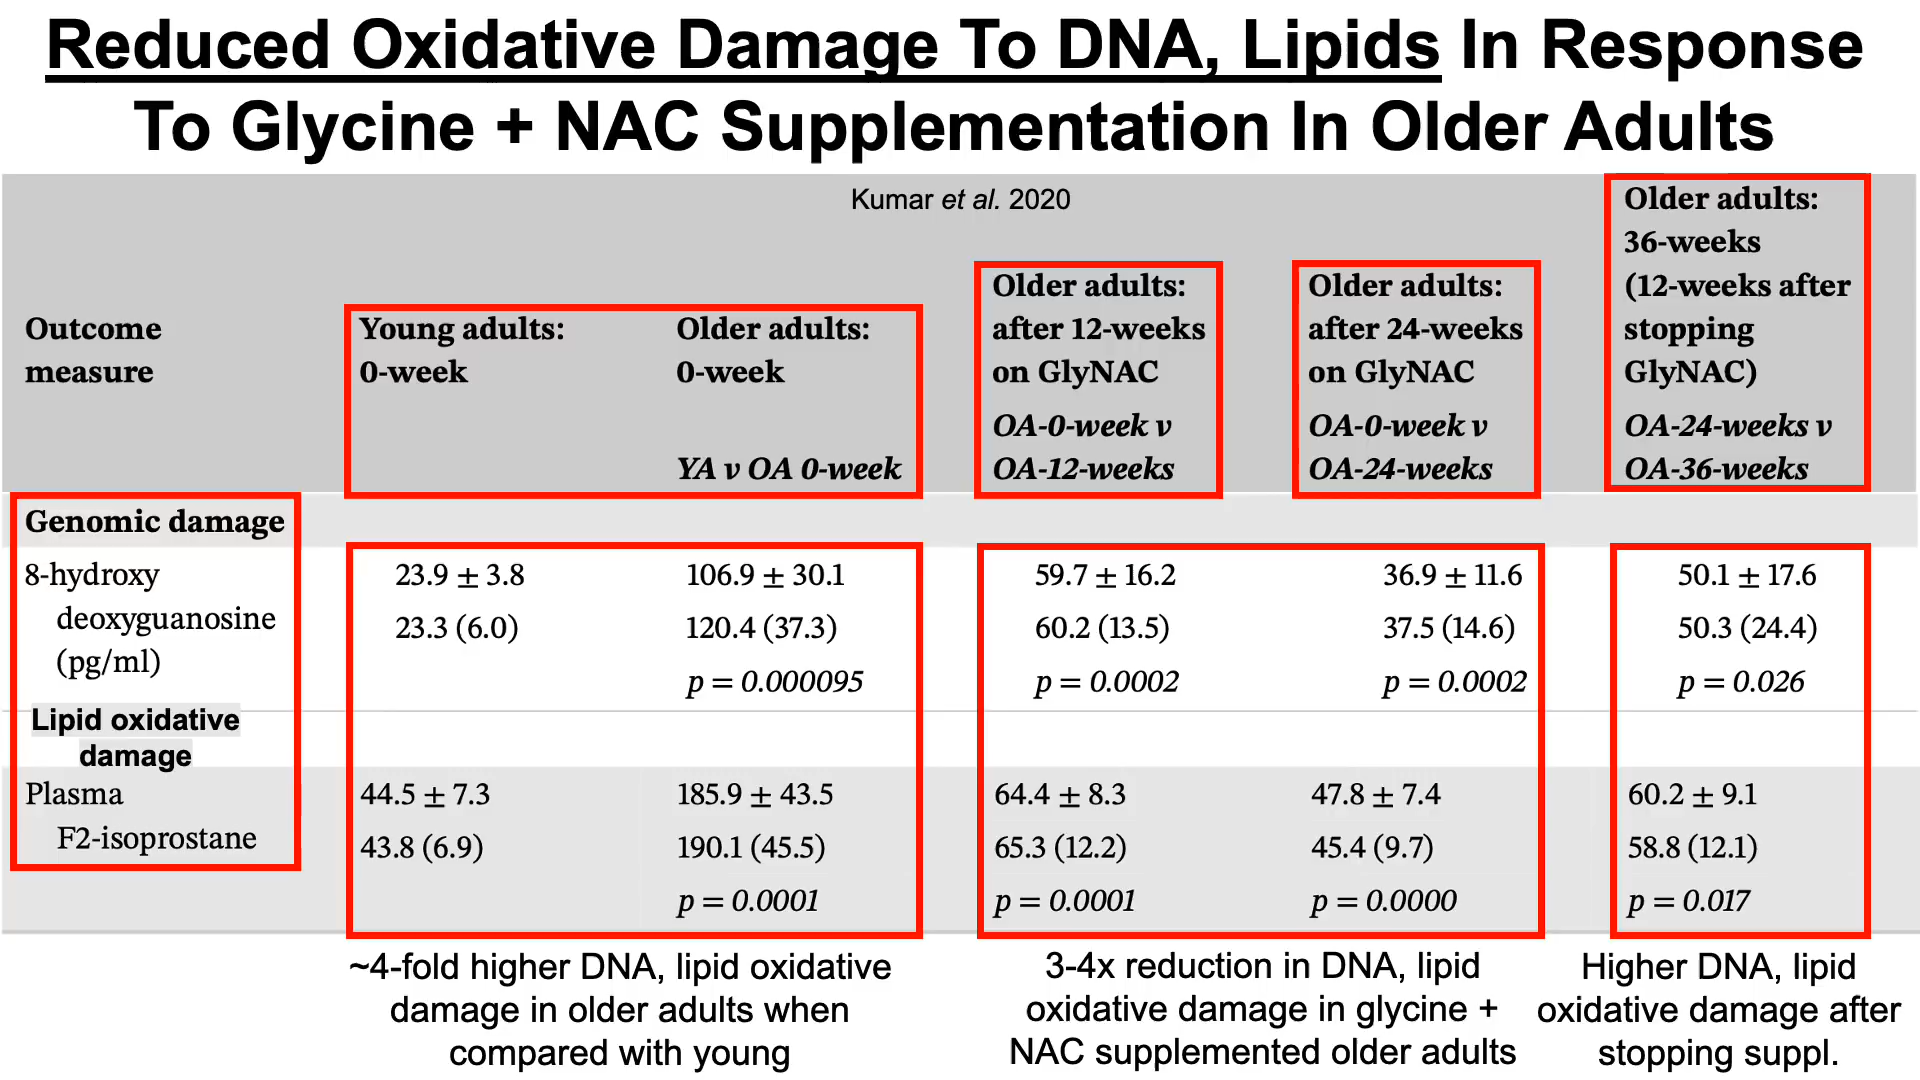 Reduced Oxidative Damage To DNA, Lipids In Response
To Glycine + NAC Supplementation In Older Adults
Kumar et al. 2020
Outcome
measure
Young adults:
0-week
Older adults:
0-week
YA v OA 0-week
Older adults:
after 12-weeks
on GlyNAC
OA-0-week v
OA-12-weeks
Older adults:
after 24-weeks
on GlyNAC
OA-0-week v
OA-24-weeks
Older adults:
36-weeks
(12-weeks after
stopping
GlyNAC)
OA-24-weeks v
OA-36-weeks
Genomic damage
8-hydroxy
deoxyguanosine
(pg/ml)
23.9 ± 3.8
23.3 (6.0)
106.9 ± 30.1
120.4 (37.3)
p = 0.000095
59.7 ± 16.2
60.2 (13.5)
p = 0.0002
36.9 ± 11.6
37.5 (14.6)
p = 0.0002
50.1 ± 17.6
50.3 (24.4)
p = 0.026
Lipid oxidative
damage
Plasma
F2-isoprostane
44.5 ± 7.3
43.8 (6.9)
185.9 ± 43.5
190.1 (45.5)
p = 0.0001
64.4 ± 8.3
65.3 (12.2)
p = 0.0001
47.8 ± 7.4
45.4 (9.7)
p = 0.0000
60.2 ± 9.1
58.8 (12.1)
p = 0.017
~4-fold higher DNA, lipid oxidative
damage in older adults when
compared with young
3-4x reduction in DNA, lipid
oxidative damage in glycine +
NAC supplemented older adults
Higher DNA, lipid
oxidative damage after
stopping suppl.